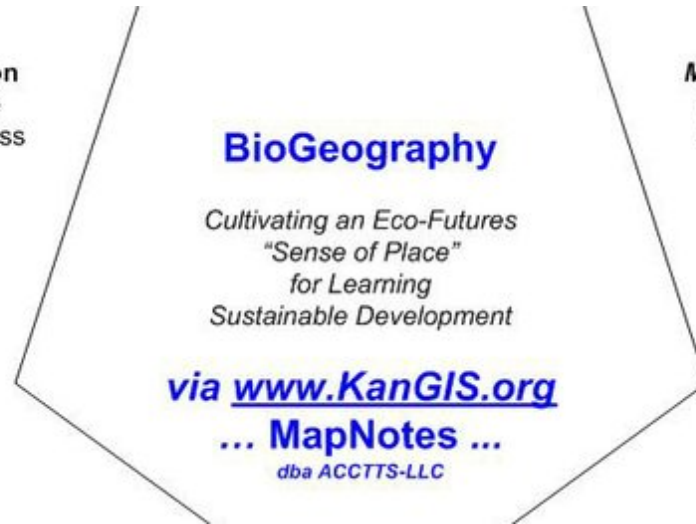 BioGeography
Cultivating an Eco-Futures
“Sense of Place”
for Learning
Sustainable Development
via www.KanGIS.org
... MapNotes ...
dba ACCTTS-LLC